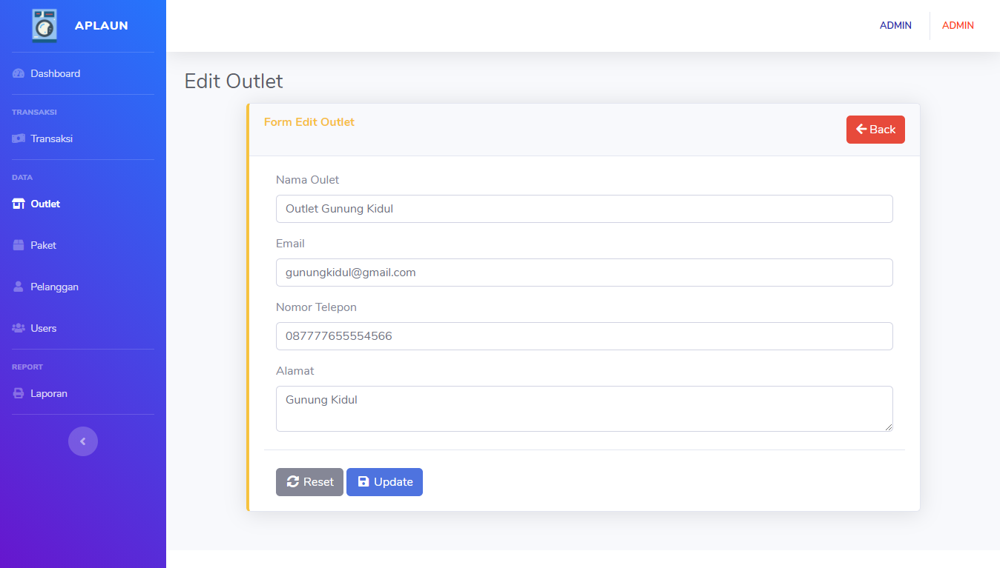 APLAUN
ADMIN ADMIN
Dashboard
TRANSAKSI
Transaksi
DATA
Outlet
Paket
Pelanggan
Users
REPORT
Laporan
Edit Outlet
Form Edit Outlet
Back
Nama Oulet
Outlet Gunung Kidul
Email
gunungkidul@gmail.com
Nomor Telepon
087777655554566
Alamat
Gunung Kidul
Reset Update